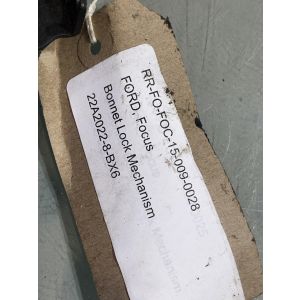 RR-FO-FOC-15-009-0028
FORD, Focus
Bonnet Lock Mechanism
22A2022-8-BX6